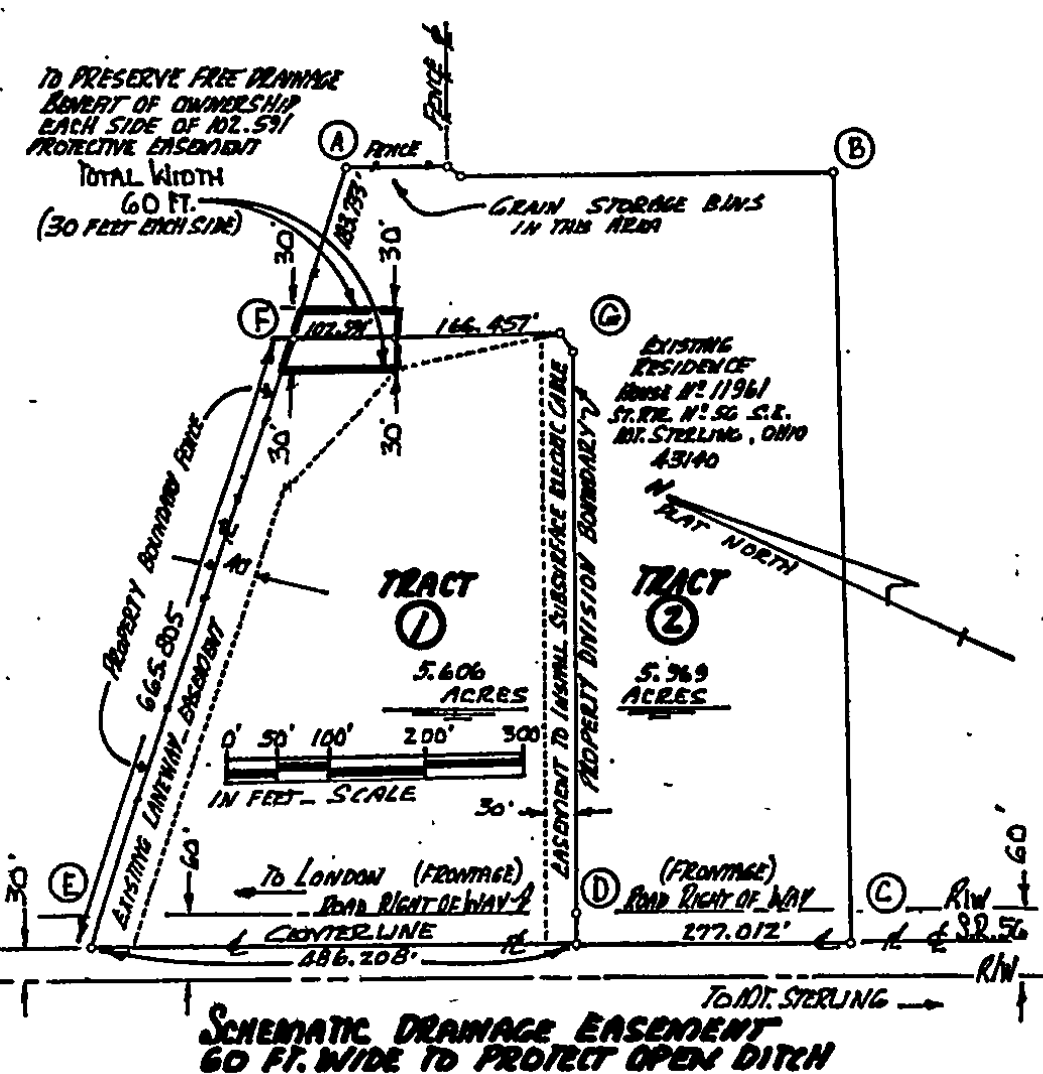 FENCE ℄
TO PRESERVE FREE DRAINAGE
BENEFIT OF OWNERSHIP
EACH SIDE OF 102.591
PROTECTIVE EASEMENT
TOTAL WIDTH
60 FT.
(30 FEET EACH SIDE)
A
FENCE
B
183.793'
GRAIN STORAGE BINS
IN THIS AREA
30'
30'
F
102.591'
166.457'
G
EXISTING
RESIDENCE
HOUSE Nº 11961
ST. RTE. Nº 56 S.E.
MT. STERLING, OHIO
43140
30'
30'
N
PLAT NORTH
PROPERTY BOUNDARY FENCE
665.805
40'
EXISTING LANEWAY EASEMENT
TRACT
1
5.606
ACRES
EASEMENT TO INSTALL SUBSURFACE ELECTRIC CABLE
PROPERTY DIVISION BOUNDARY
TRACT
2
5.969
ACRES
0' 50' 100' 200' 300'
IN FEET - SCALE
30'
30'
E
60'
TO LONDON (FRONTAGE)
ROAD RIGHT OF WAY
D
(FRONTAGE)
ROAD RIGHT OF WAY
C
R/W
60'
CENTERLINE
486.208'
277.012'
℄ S.R. 56
R/W
TO MT. STERLING
SCHEMATIC DRAINAGE EASEMENT
60 FT. WIDE TO PROTECT OPEN DITCH